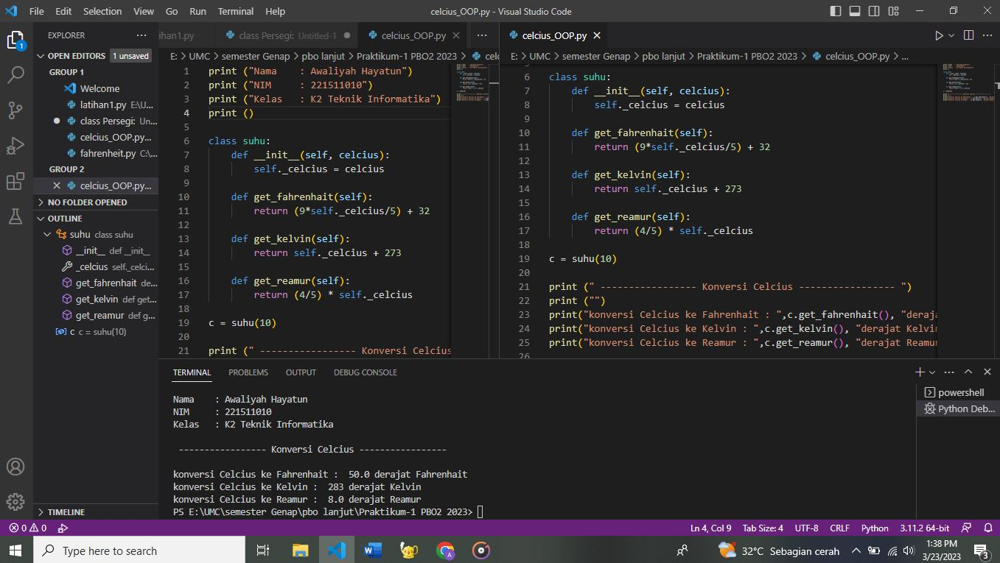 File Edit Selection View Go Run Terminal Help celcius_OOP.py - Visual Studio Code
EXPLORER ...
OPEN EDITORS 1 unsaved
GROUP 1
Welcome
latihan1.py E:\U...
class Persegi: Un...
celcius_OOP.py...
fahrenheit.py C:\...
GROUP 2
celcius_OOP.py...
NO FOLDER OPENED
OUTLINE
suhu class suhu
__init__ def __init__
_celcius self._celci...
get_fahrenhait de...
get_kelvin def get...
get_reamur def g...
c c = suhu(10)
TIMELINE
ihan1.py class Persegi: Untitled-1 celcius_OOP.py ...
E: > UMC > semester Genap > pbo lanjut > Praktikum-1 PBO2 2023 > celc
1 print ("Nama    : Awaliyah Hayatun")
2 print ("NIM     : 221511010")
3 print ("Kelas   : K2 Teknik Informatika")
4 print ()
5
6 class suhu:
7     def __init__(self, celcius):
8         self._celcius = celcius
9
10     def get_fahrenhait(self):
11         return (9*self._celcius/5) + 32
12
13     def get_kelvin(self):
14         return self._celcius + 273
15
16     def get_reamur(self):
17         return (4/5) * self._celcius
18
19 c = suhu(10)
20
21 print (" ----------------- Konversi Celcius
celcius_OOP.py
E: > UMC > semester Genap > pbo lanjut > Praktikum-1 PBO2 2023 > celcius_OOP.py > ...
6 class suhu:
7     def __init__(self, celcius):
8         self._celcius = celcius
9
10     def get_fahrenhait(self):
11         return (9*self._celcius/5) + 32
12
13     def get_kelvin(self):
14         return self._celcius + 273
15
16     def get_reamur(self):
17         return (4/5) * self._celcius
18
19 c = suhu(10)
20
21 print (" ----------------- Konversi Celcius ----------------- ")
22 print ("")
23 print("konversi Celcius ke Fahrenhait : ",c.get_fahrenhait(), "deraja
24 print("konversi Celcius ke Kelvin : ",c.get_kelvin(), "derajat Kelvin
25 print("konversi Celcius ke Reamur : ",c.get_reamur(), "derajat Reamur
26
TERMINAL PROBLEMS OUTPUT DEBUG CONSOLE
Nama    : Awaliyah Hayatun
NIM     : 221511010
Kelas   : K2 Teknik Informatika
----------------- Konversi Celcius -----------------
konversi Celcius ke Fahrenhait :  50.0 derajat Fahrenhait
konversi Celcius ke Kelvin :  283 derajat Kelvin
konversi Celcius ke Reamur :  8.0 derajat Reamur
PS E:\UMC\semester Genap\pbo lanjut\Praktikum-1 PBO2 2023>
powershell
Python Deb...
0 0 Ln 4, Col 9 Tab Size: 4 UTF-8 CRLF Python 3.11.2 64-bit
Type here to search
32°C Sebagian cerah
1:38 PM
3/23/2023
3